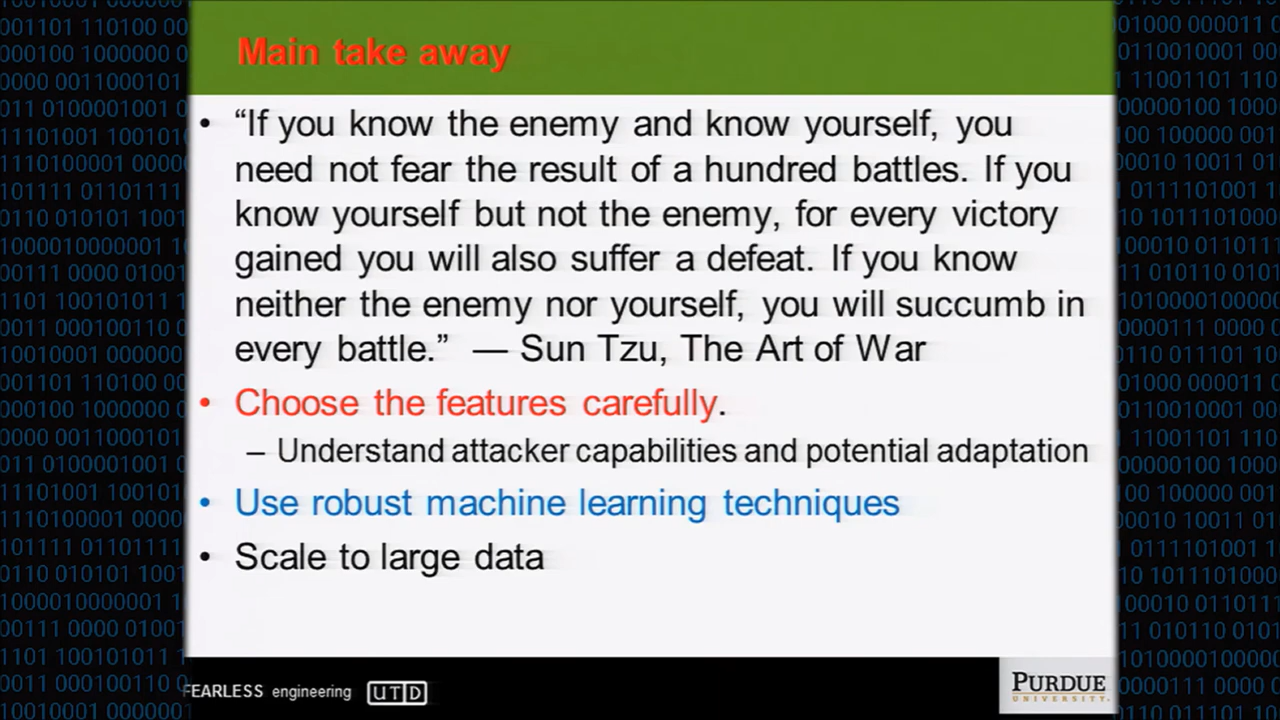 Main take away
• “If you know the enemy and know yourself, you
need not fear the result of a hundred battles. If you
know yourself but not the enemy, for every victory
gained you will also suffer a defeat. If you know
neither the enemy nor yourself, you will succumb in
every battle.” — Sun Tzu, The Art of War
• Choose the features carefully.
– Understand attacker capabilities and potential adaptation
• Use robust machine learning techniques
• Scale to large data
FEARLESS engineering UTD
PURDUE
UNIVERSITY.